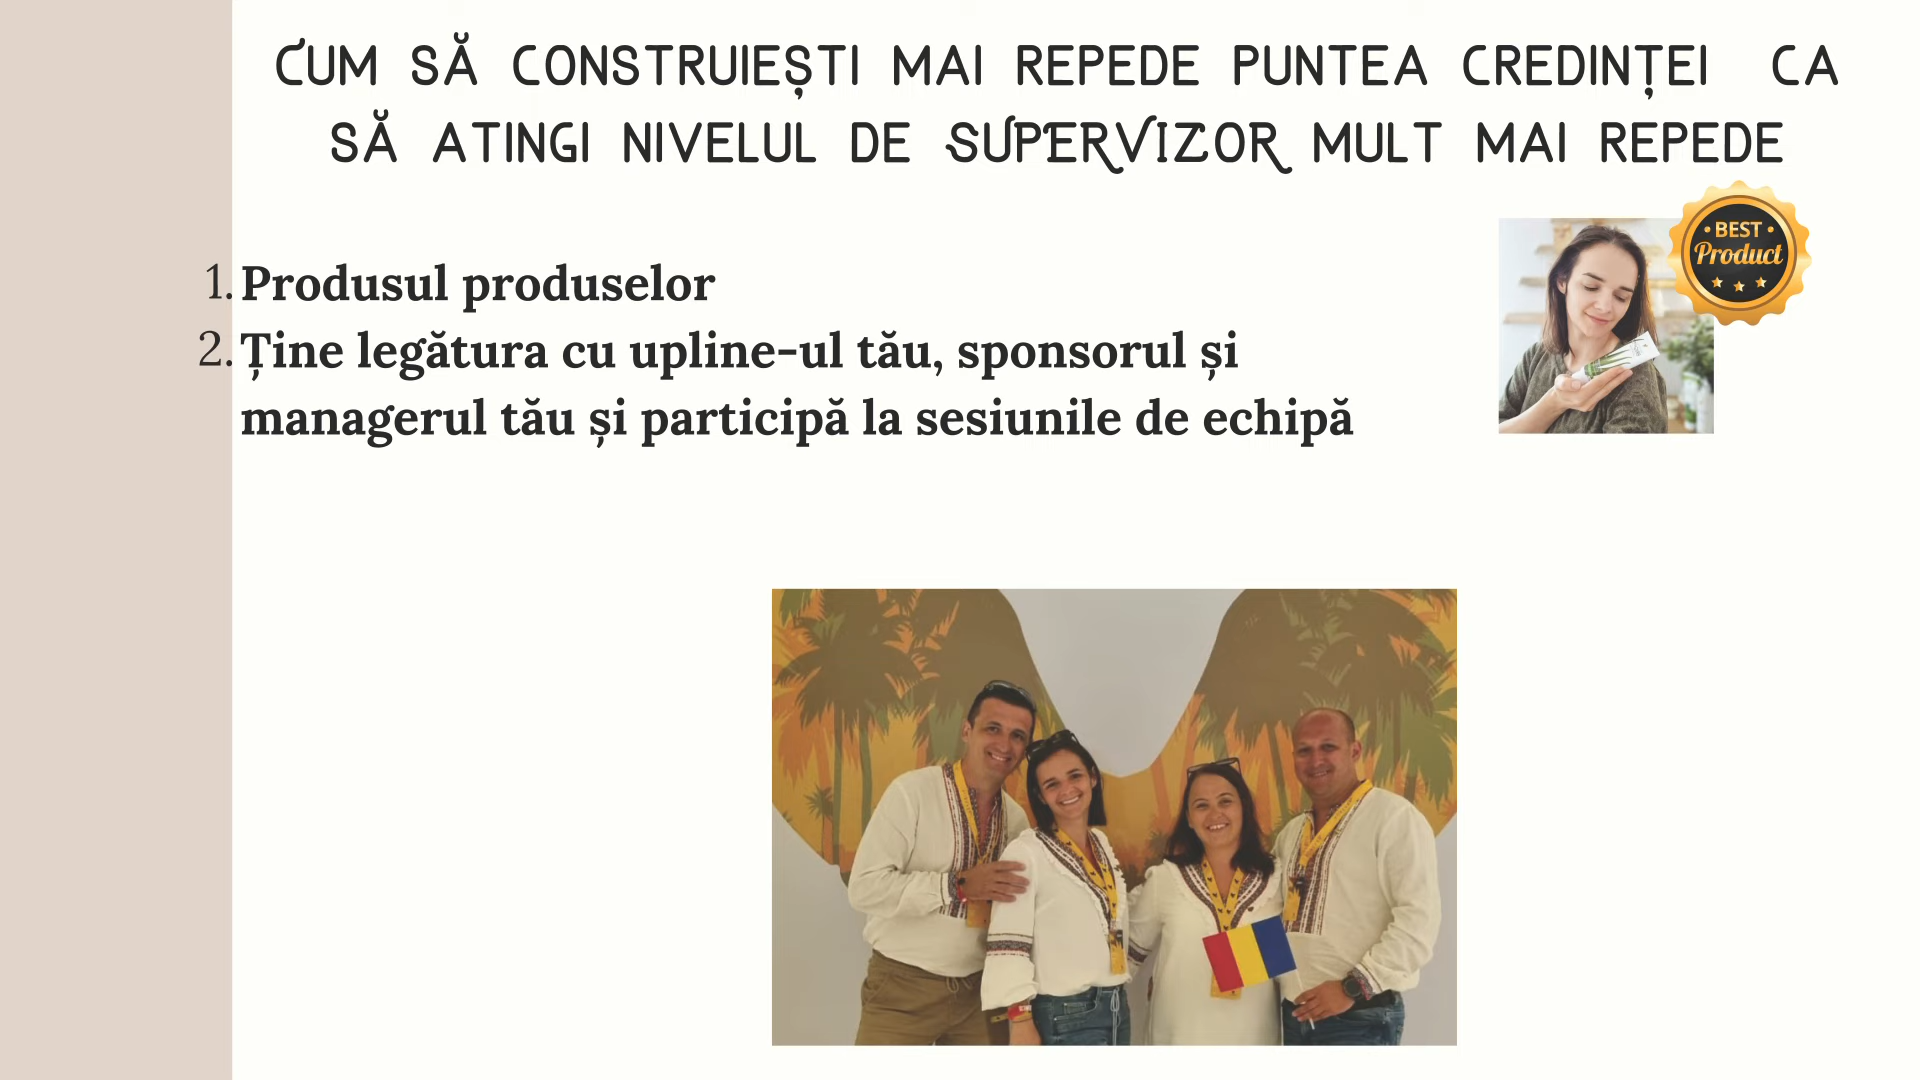 CUM SĂ CONSTRUIEȘTI MAI REPEDE PUNTEA CREDINȚEI CA
SĂ ATINGI NIVELUL DE SUPERVIZOR MULT MAI REPEDE
BEST
Product
1. Produsul produselor
2. Ține legătura cu upline-ul tău, sponsorul și
managerul tău și participă la sesiunile de echipă